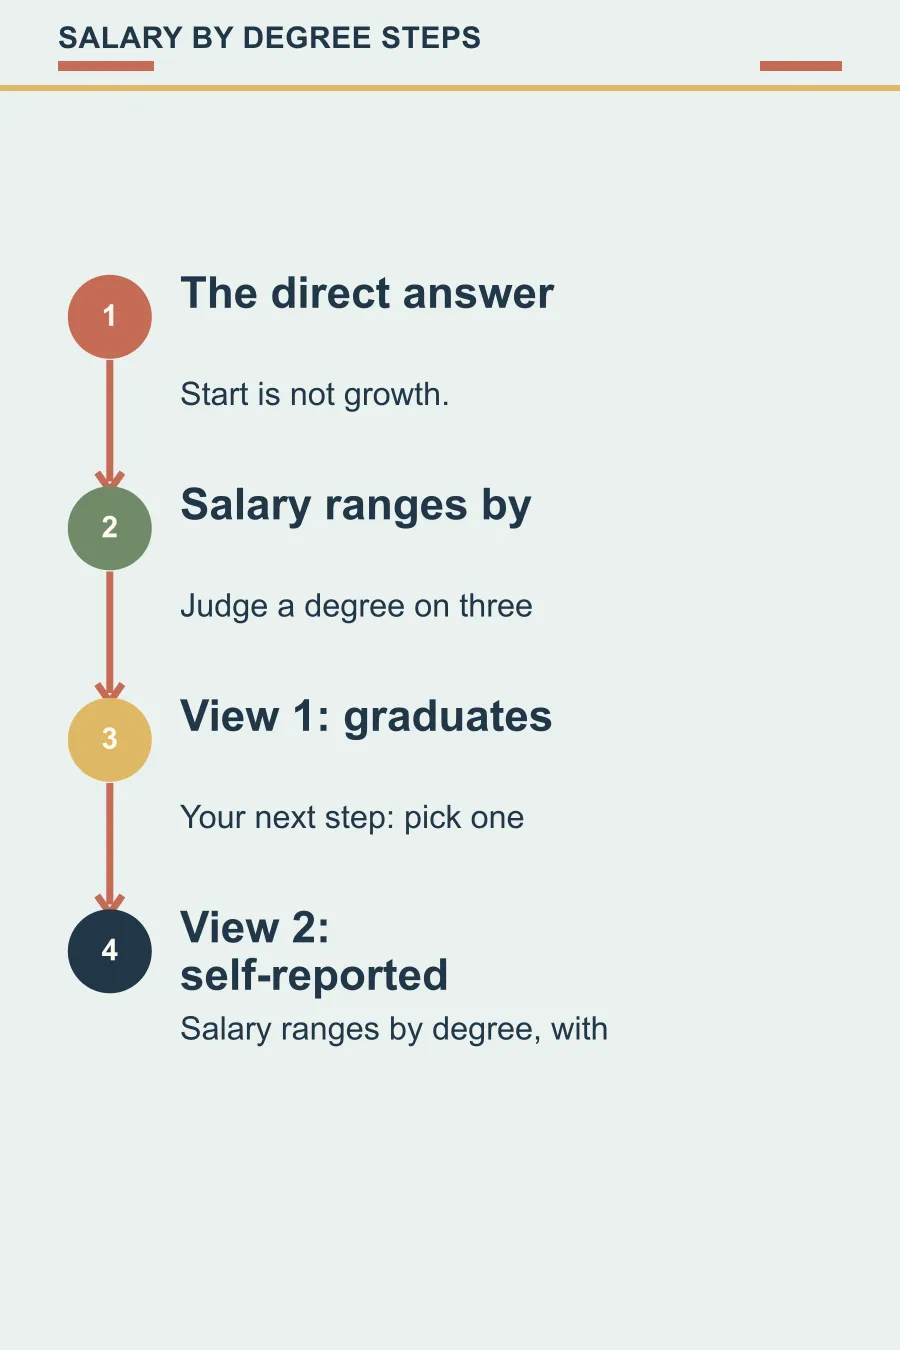 SALARY BY DEGREE STEPS
1
The direct answer
Start is not growth.
2
Salary ranges by
Judge a degree on three
3
View 1: graduates
Your next step: pick one
4
View 2:
self-reported
Salary ranges by degree, with